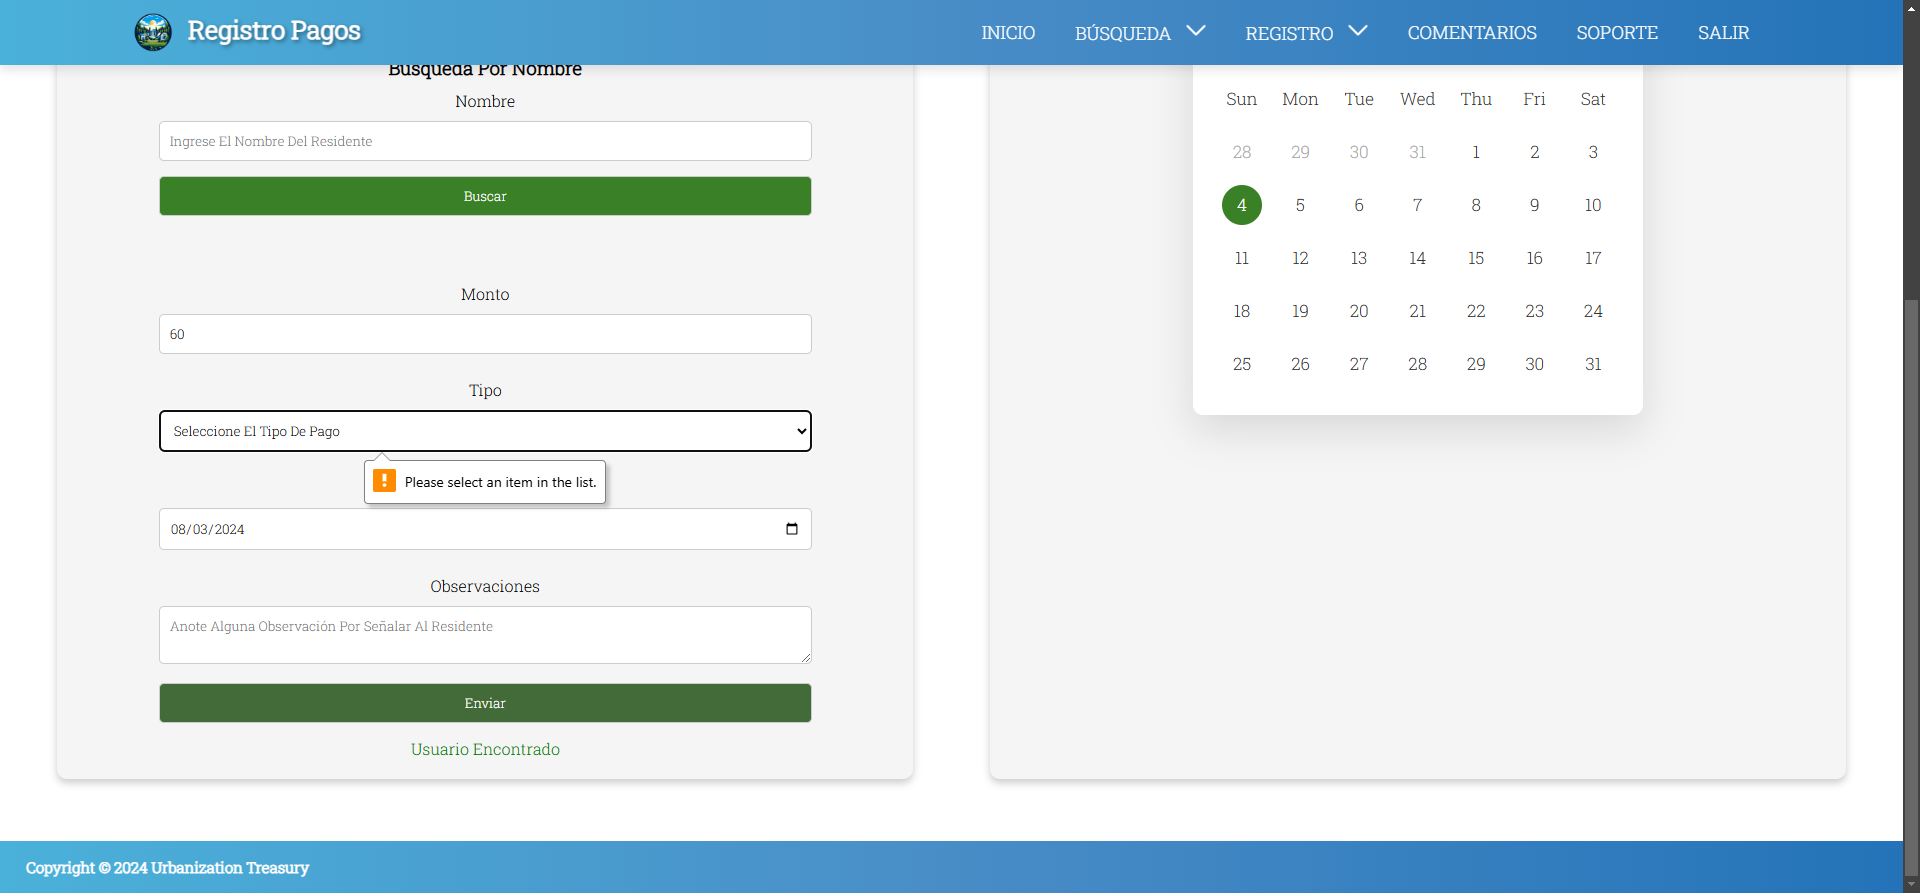 Registro Pagos
INICIO BÚSQUEDA REGISTRO COMENTARIOS SOPORTE SALIR
Busqueda Por Nombre
Nombre
Ingrese El Nombre Del Residente
Buscar
Monto
60
Tipo
Seleccione El Tipo De Pago
Please select an item in the list.
08/03/2024
Observaciones
Anote Alguna Observación Por Señalar Al Residente
Enviar
Usuario Encontrado
Sun Mon Tue Wed Thu Fri Sat
28 29 30 31 1 2 3
4 5 6 7 8 9 10
11 12 13 14 15 16 17
18 19 20 21 22 23 24
25 26 27 28 29 30 31
Copyright © 2024 Urbanization Treasury